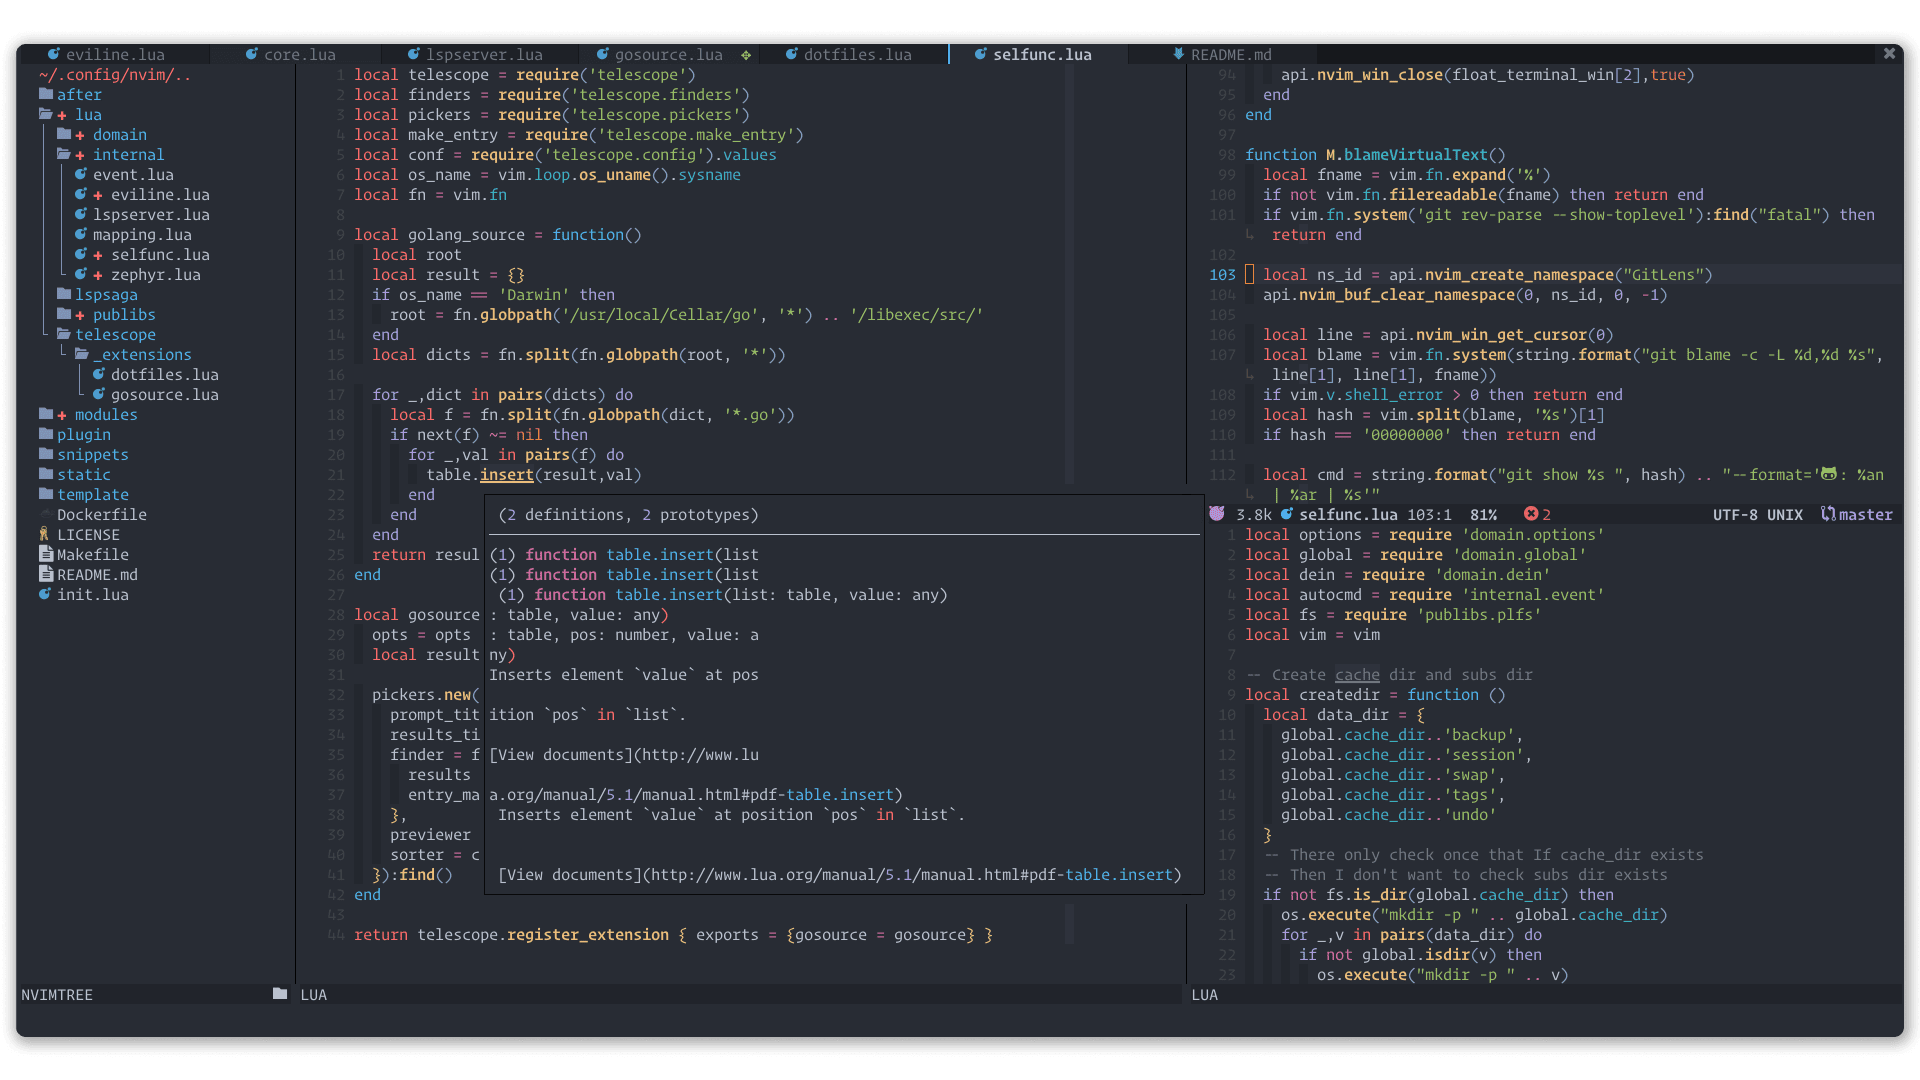 eviline.lua core.lua lspserver.lua gosource.lua dotfiles.lua selfunc.lua README.md
~/.config/nvim/..
after
+ lua
+ domain
+ internal
event.lua
+ eviline.lua
lspserver.lua
mapping.lua
+ selfunc.lua
+ zephyr.lua
lspsaga
+ publibs
telescope
_extensions
dotfiles.lua
gosource.lua
+ modules
plugin
snippets
static
template
Dockerfile
LICENSE
Makefile
README.md
init.lua
NVIMTREE
1 local telescope = require('telescope')
2 local finders = require('telescope.finders')
3 local pickers = require('telescope.pickers')
4 local make_entry = require('telescope.make_entry')
5 local conf = require('telescope.config').values
6 local os_name = vim.loop.os_uname().sysname
7 local fn = vim.fn
8
9 local golang_source = function()
10 local root
11 local result = {}
12 if os_name == 'Darwin' then
13 root = fn.globpath('/usr/local/Cellar/go', '*') .. '/libexec/src/'
14 end
15 local dicts = fn.split(fn.globpath(root, '*'))
16
17 for _,dict in pairs(dicts) do
18 local f = fn.split(fn.globpath(dict, '*.go'))
19 if next(f) ~= nil then
20 for _,val in pairs(f) do
21 table.insert(result,val)
22 end
23 end
24 end
25 return resul
26 end
27
28 local gosource
29 opts = opts
30 local result
31
32 pickers.new(
33 prompt_tit
34 results_ti
35 finder = f
36 results
37 entry_ma
38 },
39 previewer
40 sorter = c
41 }):find()
42 end
43
44 return telescope.register_extension { exports = {gosource = gosource} }
LUA
(2 definitions, 2 prototypes)
(1) function table.insert(list
(1) function table.insert(list
(1) function table.insert(list: table, value: any)
: table, value: any)
: table, pos: number, value: a
ny)
Inserts element `value` at pos
ition `pos` in `list`.
[View documents](http://www.lu
a.org/manual/5.1/manual.html#pdf-table.insert)
Inserts element `value` at position `pos` in `list`.
[View documents](http://www.lua.org/manual/5.1/manual.html#pdf-table.insert)
94 api.nvim_win_close(float_terminal_win[2],true)
95 end
96 end
97
98 function M.blameVirtualText()
99 local fname = vim.fn.expand('%')
100 if not vim.fn.filereadable(fname) then return end
101 if vim.fn.system('git rev-parse --show-toplevel'):find("fatal") then
return end
102
103 local ns_id = api.nvim_create_namespace("GitLens")
104 api.nvim_buf_clear_namespace(0, ns_id, 0, -1)
105
106 local line = api.nvim_win_get_cursor(0)
107 local blame = vim.fn.system(string.format("git blame -c -L %d,%d %s",
line[1], line[1], fname))
108 if vim.v.shell_error > 0 then return end
109 local hash = vim.split(blame, '%s')[1]
110 if hash == '00000000' then return end
111
112 local cmd = string.format("git show %s ", hash) .. "--format=' : %an
| %ar | %s'"
3.8k selfunc.lua 103:1 81% 2 UTF-8 UNIX master
1 local options = require 'domain.options'
2 local global = require 'domain.global'
3 local dein = require 'domain.dein'
4 local autocmd = require 'internal.event'
5 local fs = require 'publibs.plfs'
6 local vim = vim
7
8 -- Create cache dir and subs dir
9 local createdir = function ()
10 local data_dir = {
11 global.cache_dir..'backup',
12 global.cache_dir..'session',
13 global.cache_dir..'swap',
14 global.cache_dir..'tags',
15 global.cache_dir..'undo'
16 }
17 -- There only check once that If cache_dir exists
18 -- Then I don't want to check subs dir exists
19 if not fs.is_dir(global.cache_dir) then
20 os.execute("mkdir -p " .. global.cache_dir)
21 for _,v in pairs(data_dir) do
22 if not global.isdir(v) then
23 os.execute("mkdir -p " .. v)
LUA